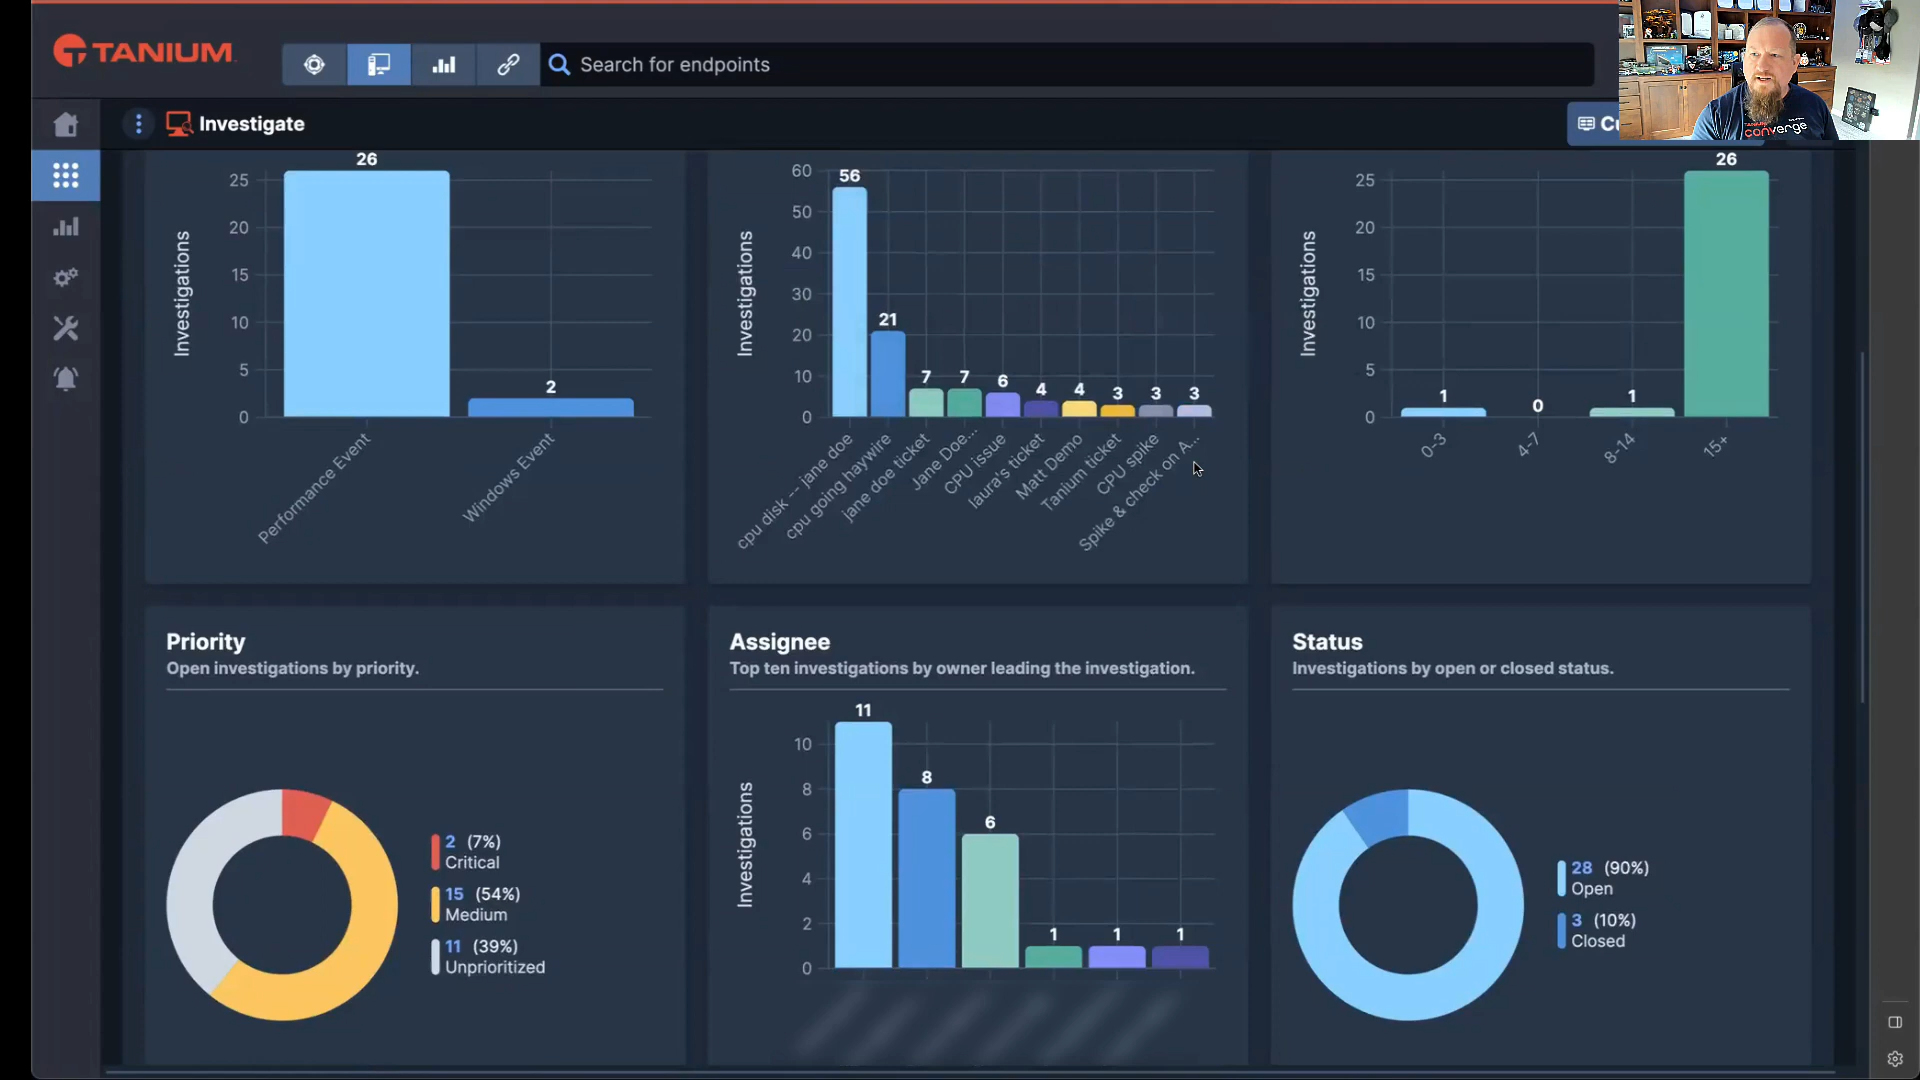 TANIUM
Search for endpoints
Investigate
Cu
TANIUM
converge
26
25
20
15
10
5
0
Investigations
2
Performance Event
Windows Event
60
50
40
30
20
10
0
Investigations
56
21
7
7
6
4
4
3
3
3
cpu disk -- jane doe
cpu going haywire
jane doe ticket
Jane Doe...
CPU issue
laura's ticket
Matt Demo
Tanium ticket
CPU spike
Spike & check on A...
26
25
20
15
10
5
0
Investigations
1
0
1
0-3
4-7
8-14
15+
Priority
Open investigations by priority.
2 (7%)
Critical
15 (54%)
Medium
11 (39%)
Unprioritized
Assignee
Top ten investigations by owner leading the investigation.
11
10
8
6
4
2
0
Investigations
8
6
1
1
1
Status
Investigations by open or closed status.
28 (90%)
Open
3 (10%)
Closed